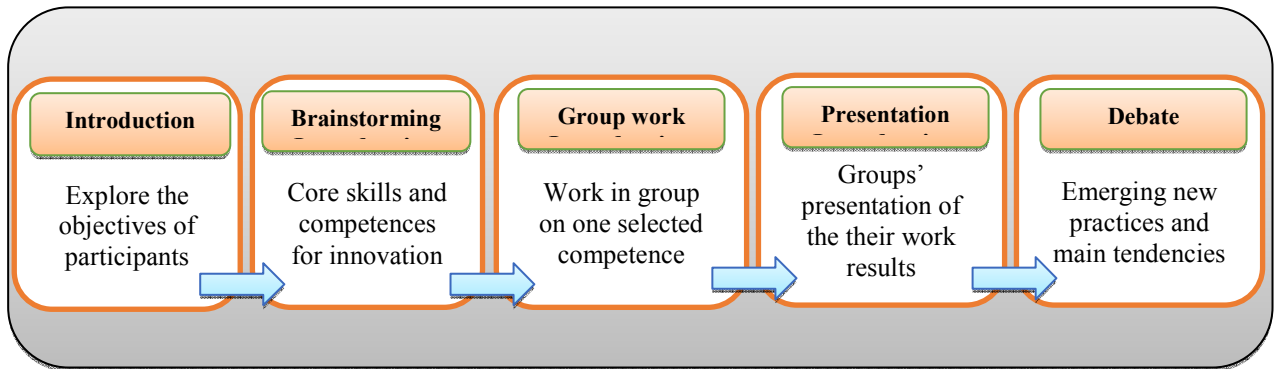 Introduction
Explore the
objectives of
participants
Brainstorming
Core skills and
competences
for innovation
Group work
Work in group
on one selected
competence
Presentation
Groups’
presentation of
the their work
results
Debate
Emerging new
practices and
main tendencies